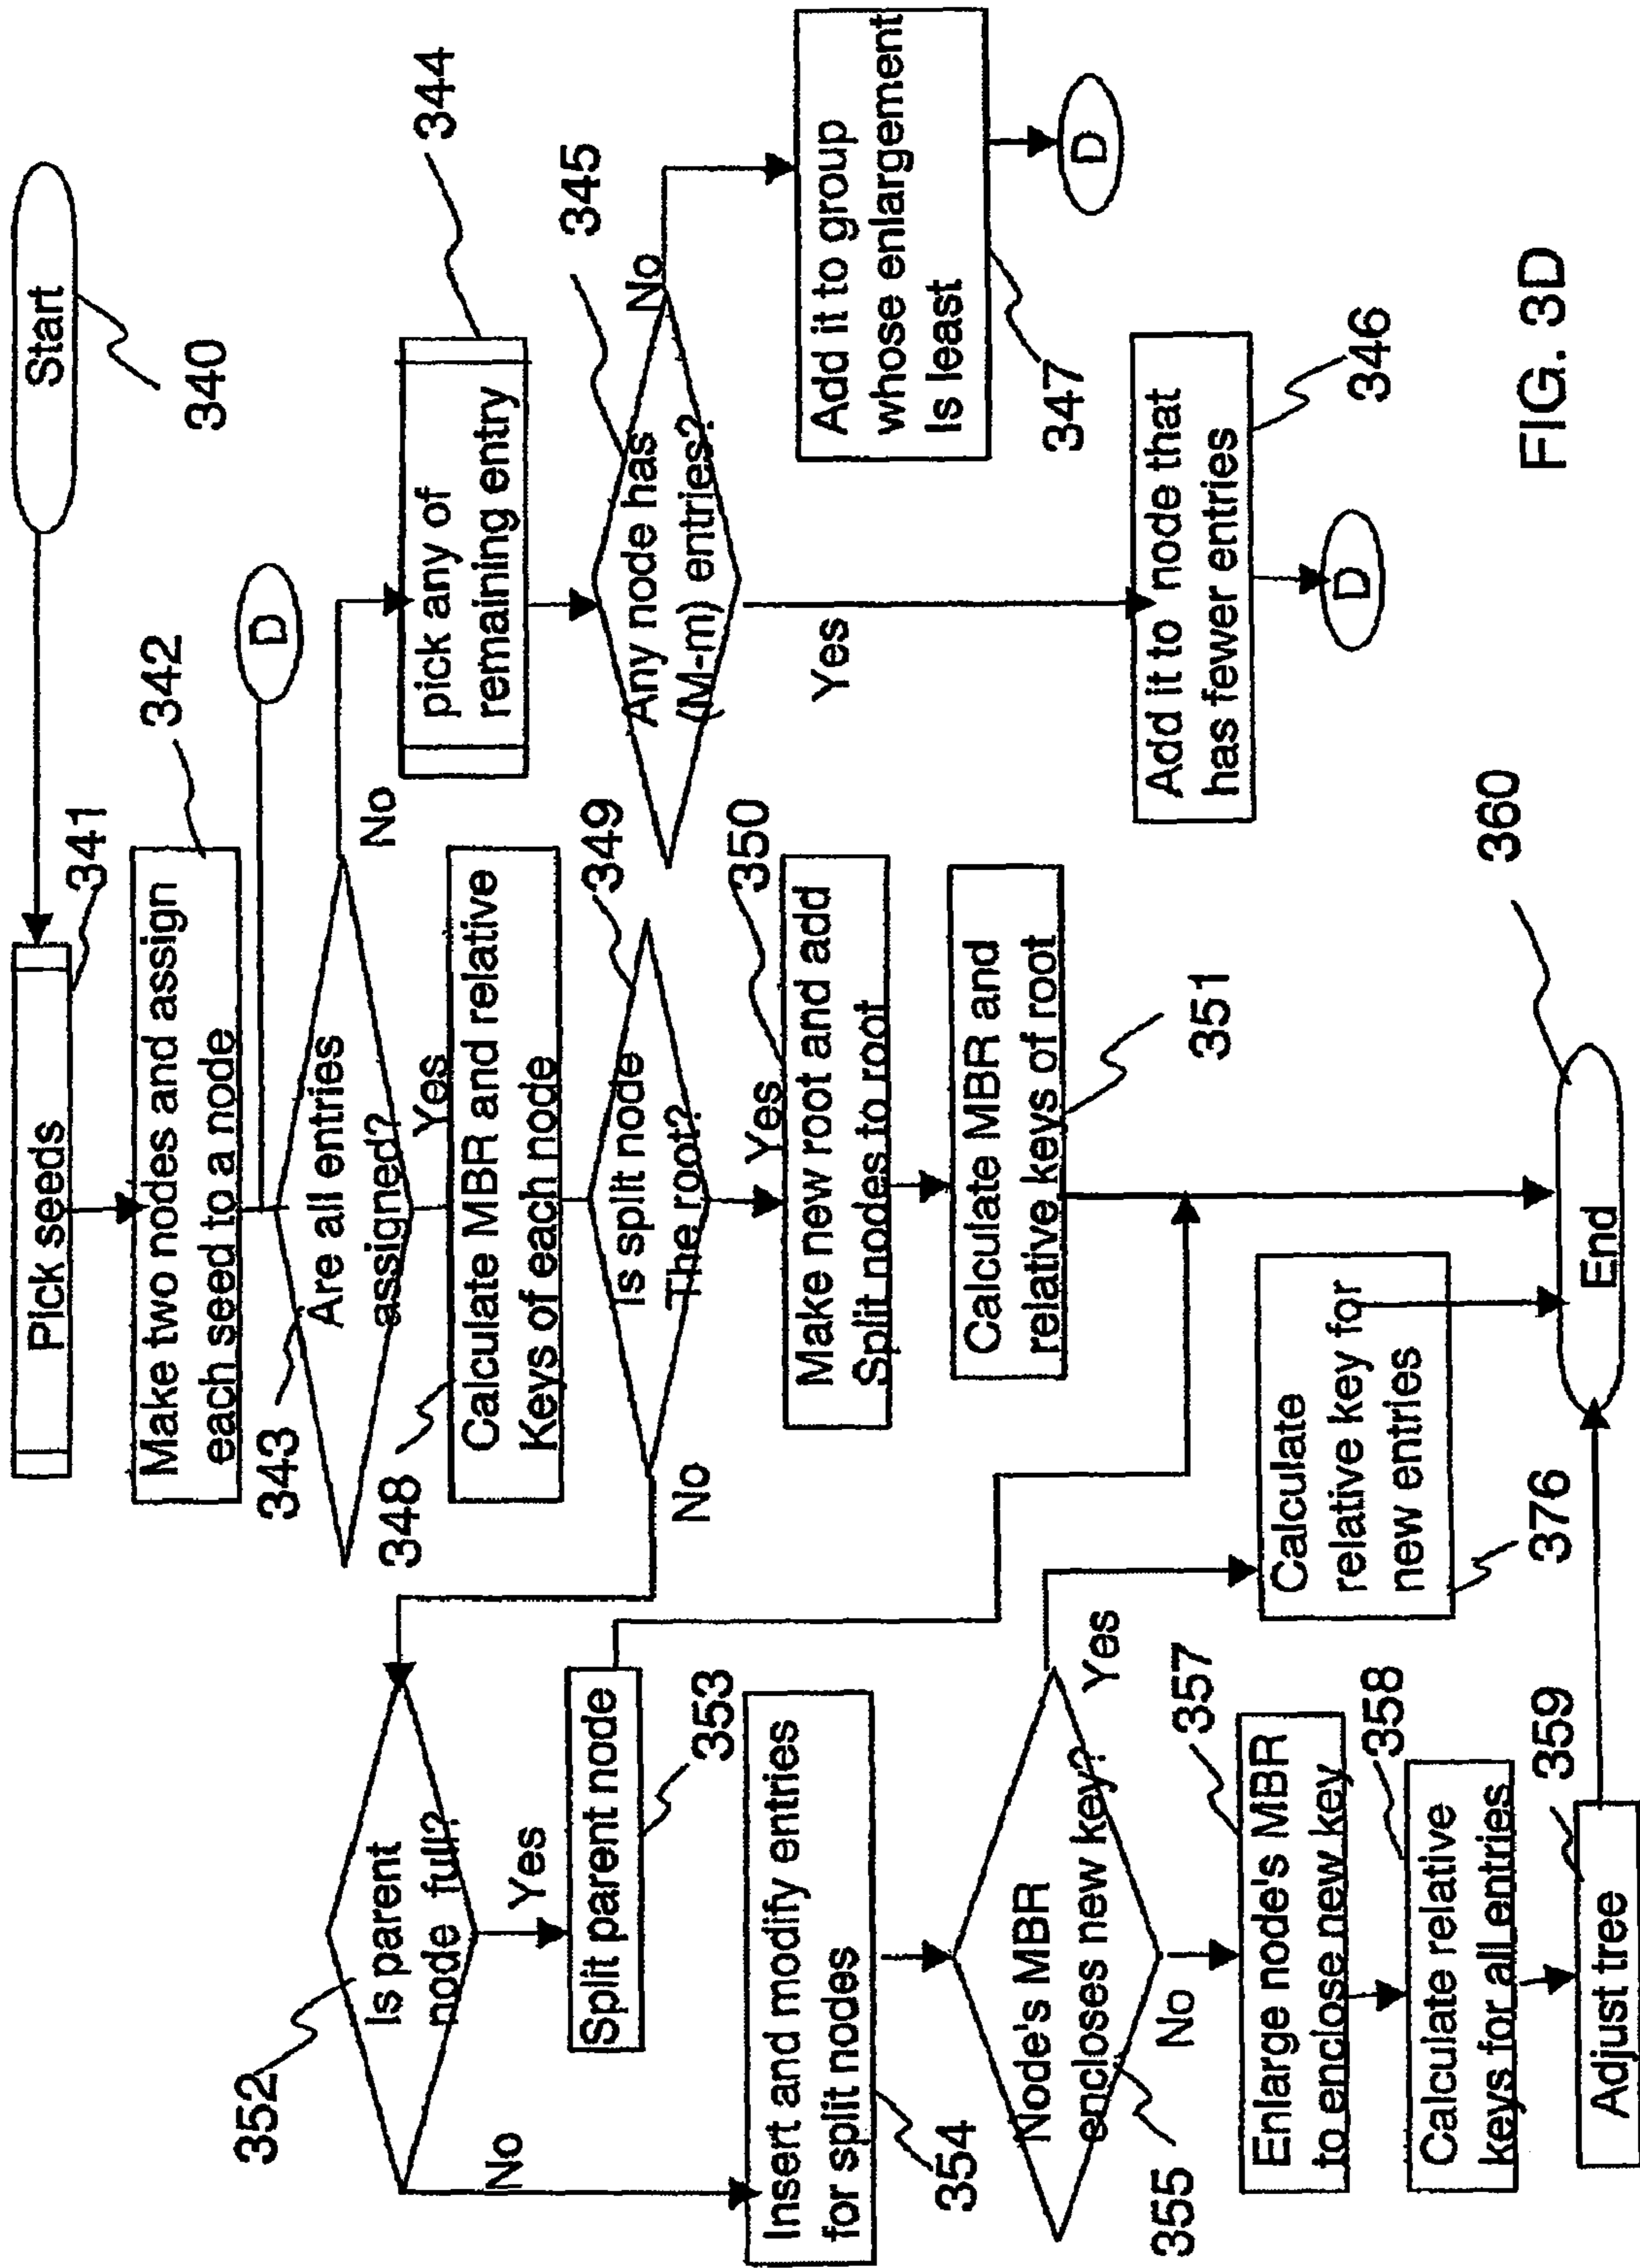 Start
340
Pick seeds
341
Make two nodes and assign
each seed to a node
342
D
343
Are all entries
assigned?
No
Yes
pick any of
remaining entry
344
Any node has
(M-m) entries?
345
No
Yes
Add it to group
whose enlargement
Is least
347
D
Add it to node that
has fewer entries
346
D
348
Calculate MBR and relative
Keys of each node
Is split node
The root?
349
No
Yes
350
Make new root and add
Split nodes to root
Calculate MBR and
relative keys of root
351
352
Is parent
node full?
Yes
No
Split parent node
353
Insert and modify entries
for split nodes
354
Node's MBR
encloses new key?
355
Yes
No
Calculate
relative key for
new entries
376
Enlarge node's MBR
to enclose new key
357
Calculate relative
keys for all entries
358
Adjust tree
359
End
360
FIG. 3D